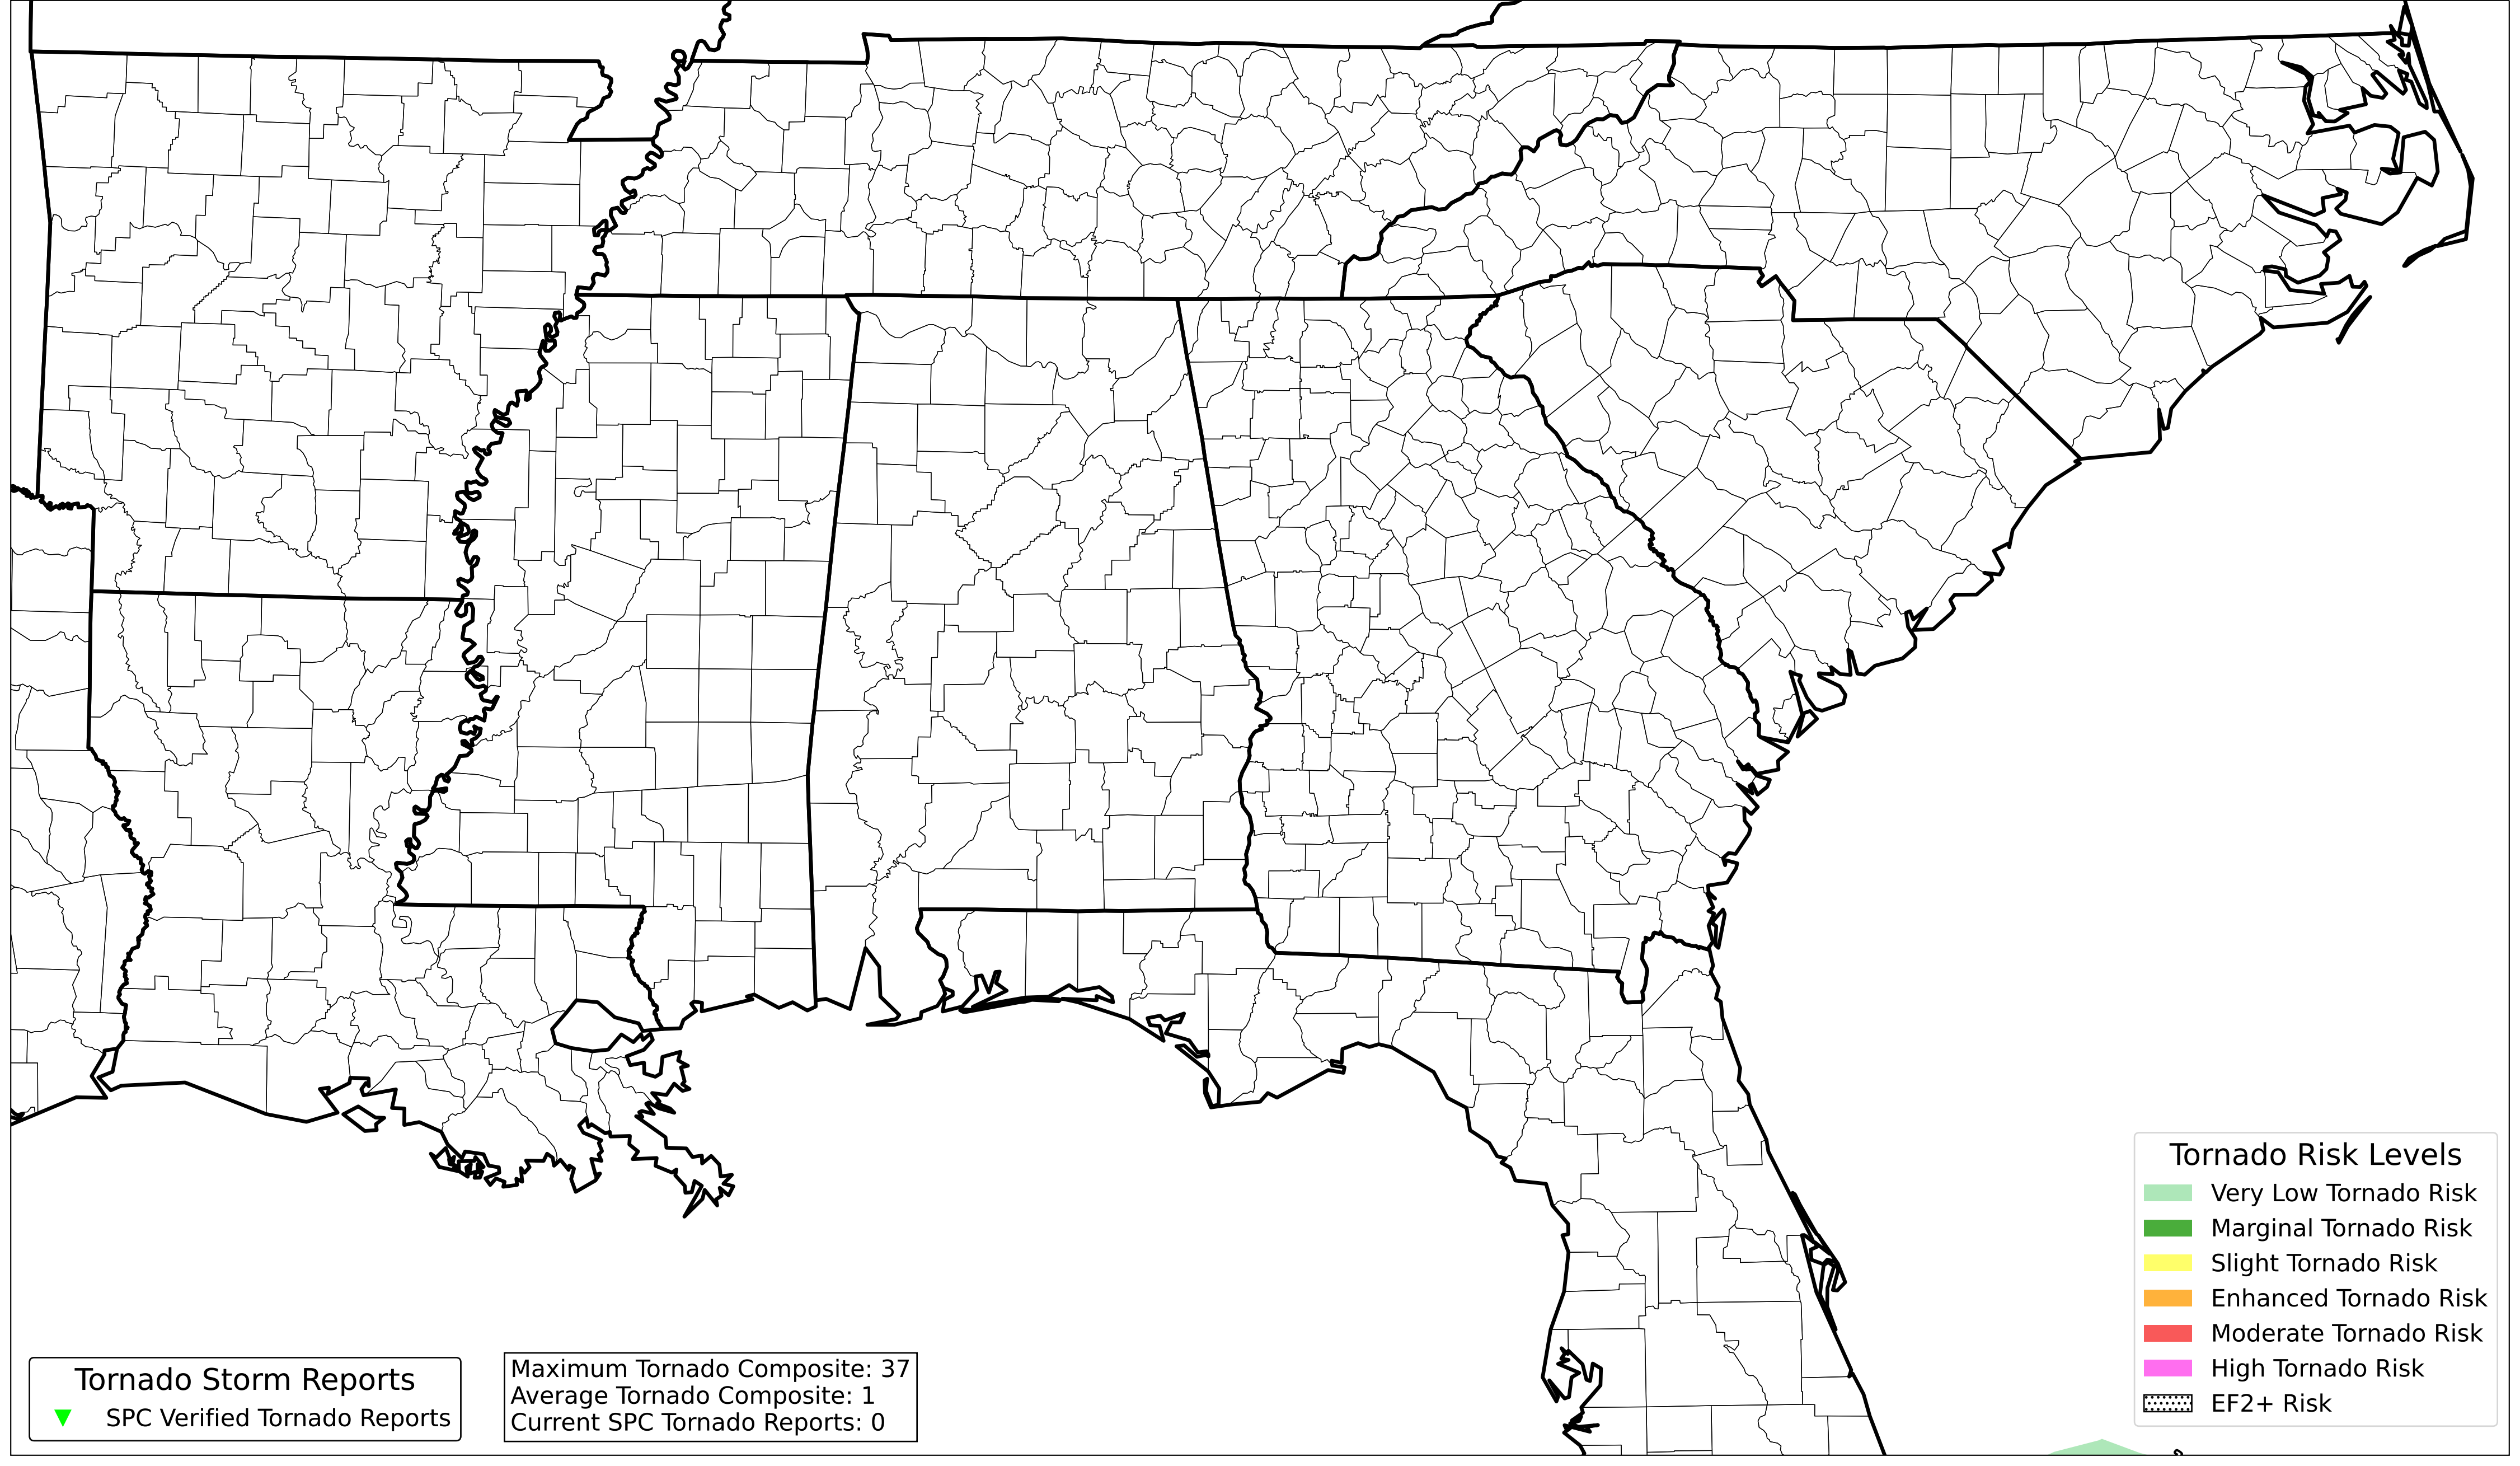 Tornado Risk Levels
Very Low Tornado Risk
Marginal Tornado Risk
Slight Tornado Risk
Enhanced Tornado Risk
Moderate Tornado Risk
High Tornado Risk
EF2+ Risk
Tornado Storm Reports
SPC Verified Tornado Reports
Maximum Tornado Composite: 37
Average Tornado Composite: 1
Current SPC Tornado Reports: 0